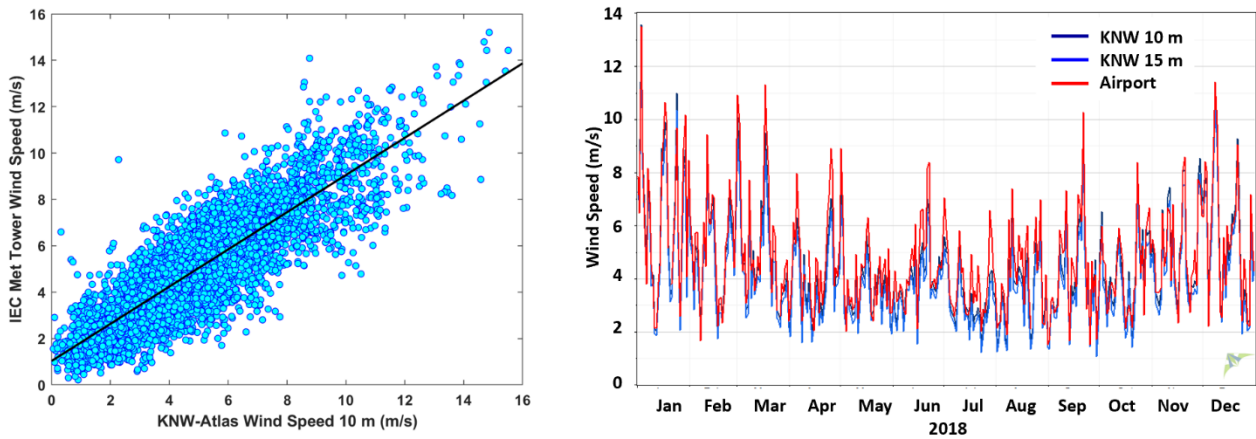 16
14
12
10
8
6
4
2
0
IEC Met Tower Wind Speed (m/s)
0 2 4 6 8 10 12 14 16
KNW-Atlas Wind Speed 10 m (m/s)
14
12
10
8
6
4
2
0
Wind Speed (m/s)
KNW 10 m
KNW 15 m
Airport
Jan Feb Mar Apr May Jun Jul Aug Sep Oct Nov Dec
2018